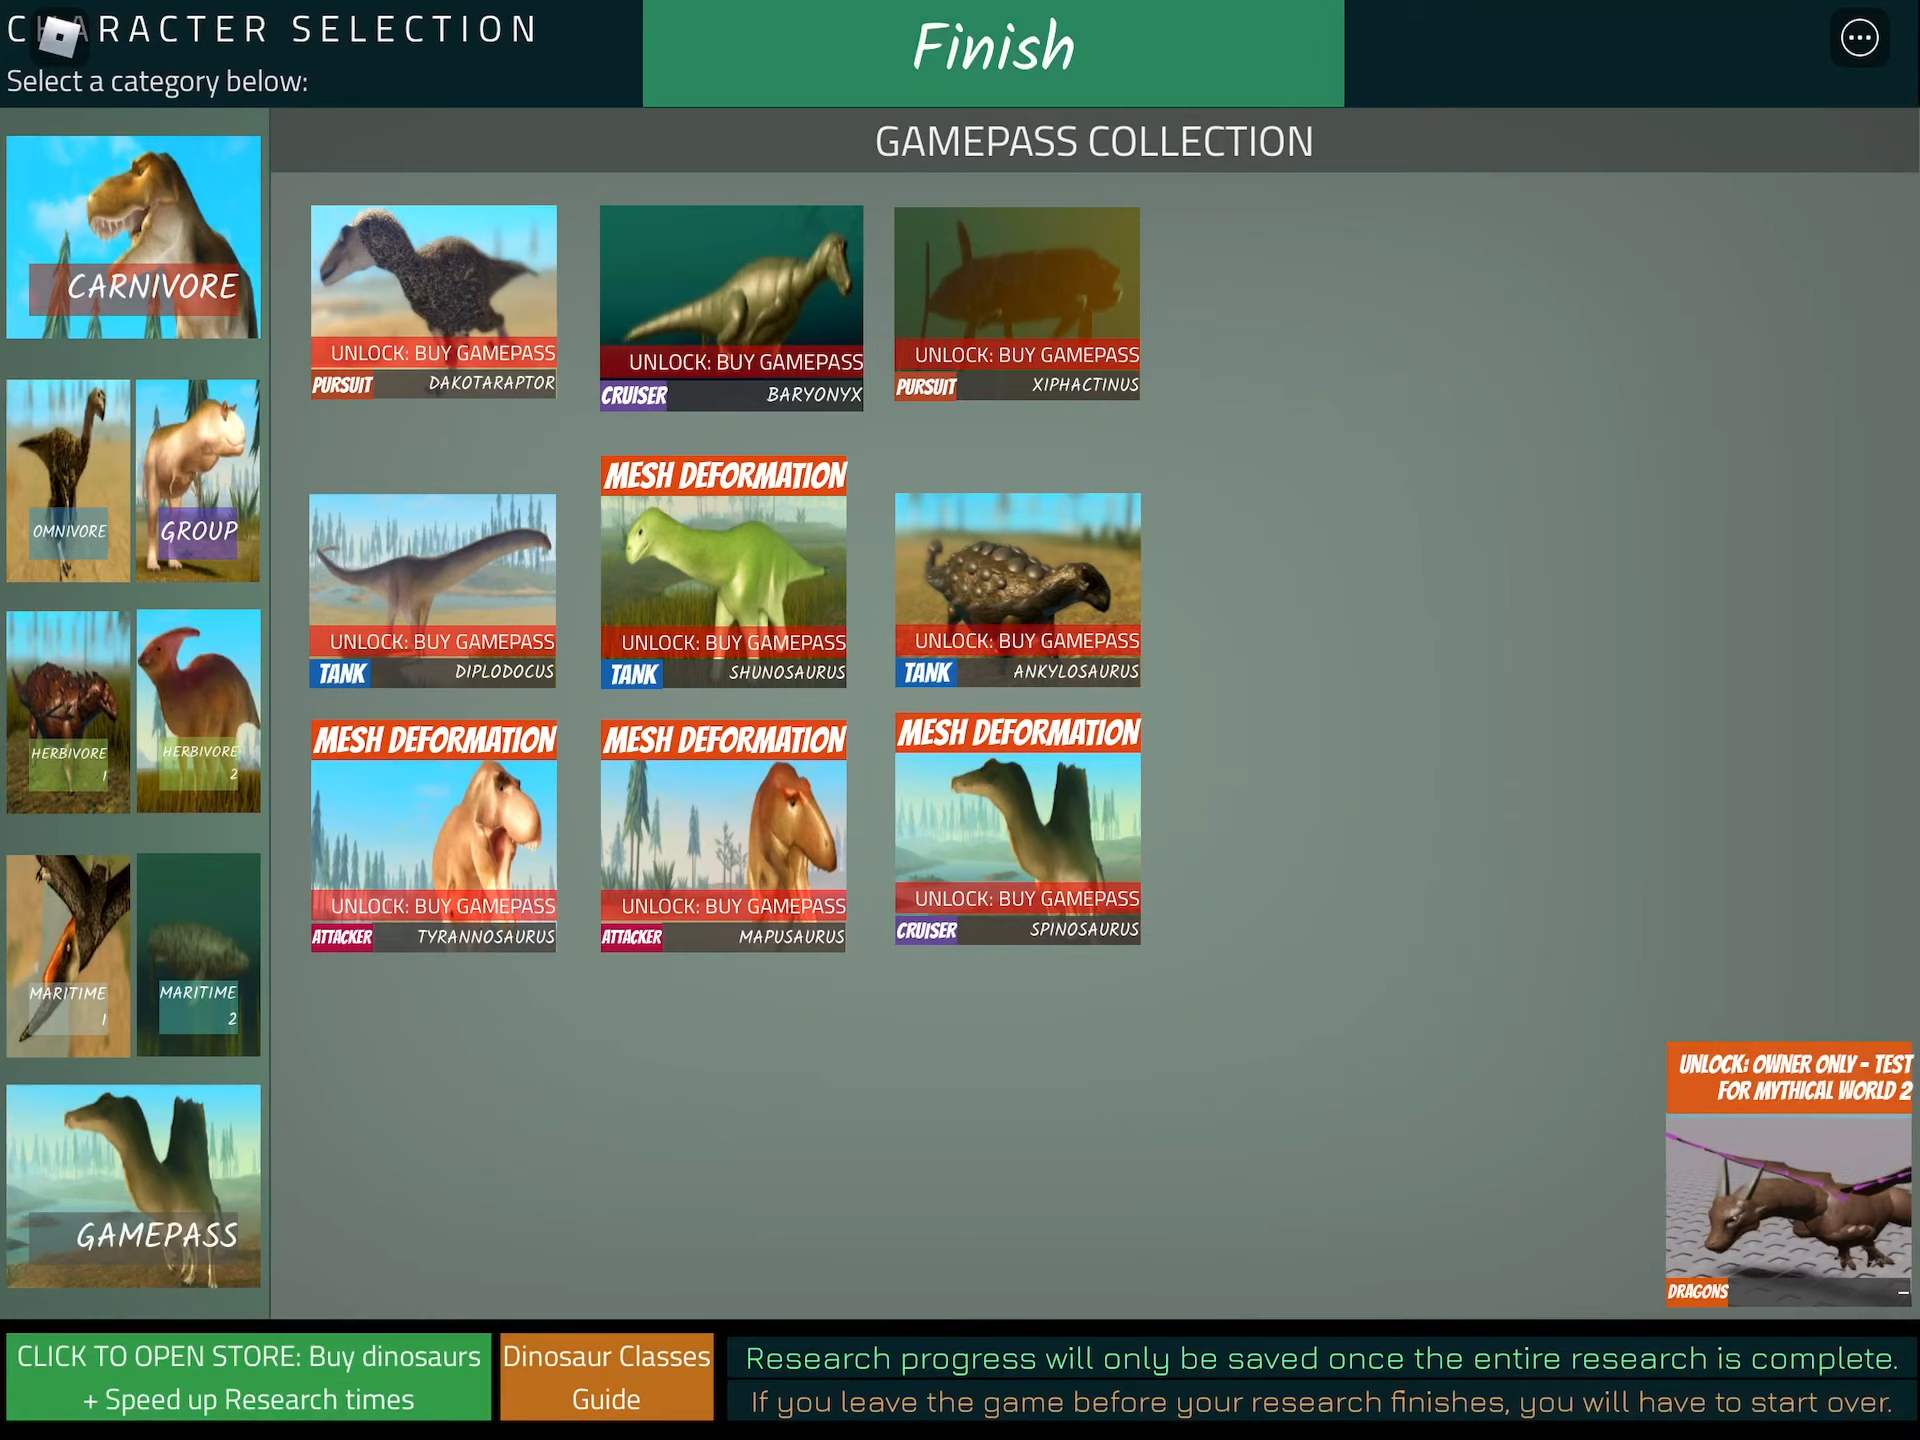 CHARACTER SELECTION
Select a category below:
Finish
GAMEPASS COLLECTION
CARNIVORE
OMNIVORE
GROUP
HERBIVORE
1
HERBIVORE
2
MARITIME
1
MARITIME
2
GAMEPASS
UNLOCK: BUY GAMEPASS
PURSUIT DAKOTARAPTOR
UNLOCK: BUY GAMEPASS
CRUISER BARYONYX
UNLOCK: BUY GAMEPASS
PURSUIT XIPHACTINUS
UNLOCK: BUY GAMEPASS
TANK DIPLODOCUS
MESH DEFORMATION
UNLOCK: BUY GAMEPASS
TANK SHUNOSAURUS
UNLOCK: BUY GAMEPASS
TANK ANKYLOSAURUS
MESH DEFORMATION
UNLOCK: BUY GAMEPASS
ATTACKER TYRANNOSAURUS
MESH DEFORMATION
UNLOCK: BUY GAMEPASS
ATTACKER MAPUSAURUS
MESH DEFORMATION
UNLOCK: BUY GAMEPASS
CRUISER SPINOSAURUS
UNLOCK: OWNER ONLY - TEST
FOR MYTHICAL WORLD 2
DRAGONS -
CLICK TO OPEN STORE: Buy dinosaurs
+ Speed up Research times
Dinosaur Classes
Guide
Research progress will only be saved once the entire research is complete.
If you leave the game before your research finishes, you will have to start over.